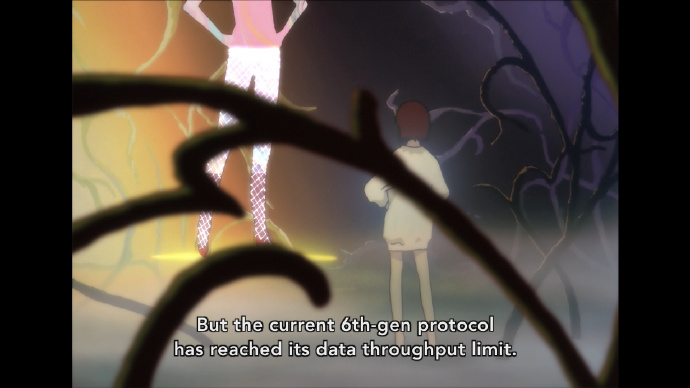 But the current 6th-gen protocol
has reached its data throughput limit.